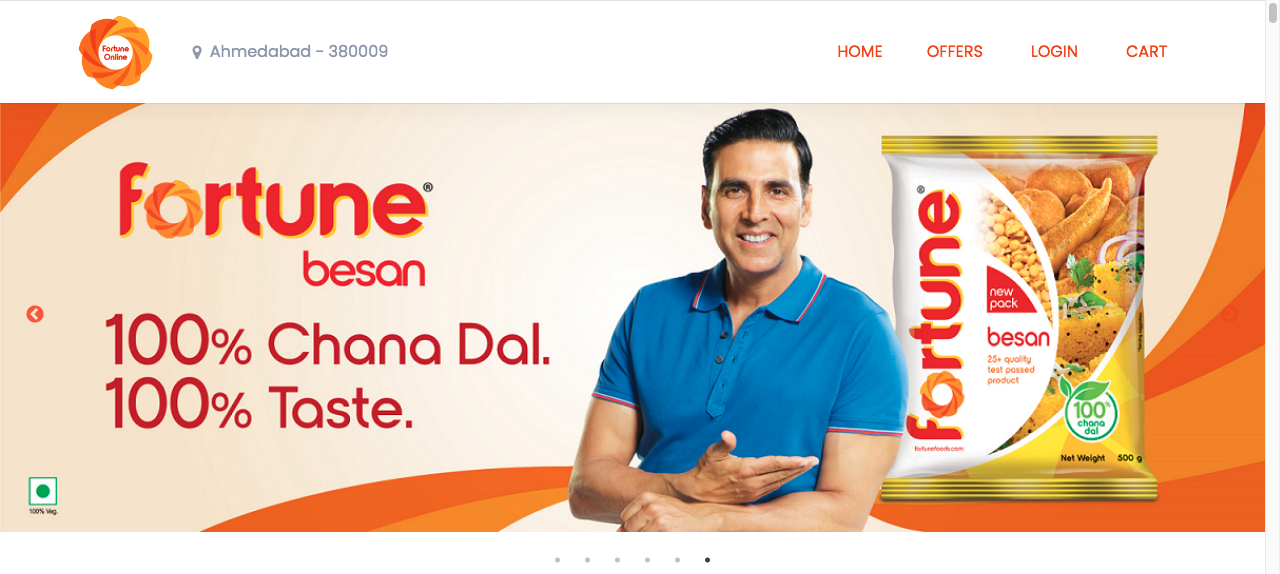 Fortune
Online
Ahmedabad - 380009
HOME
OFFERS
LOGIN
CART
fortune®
besan
100% Chana Dal.
100% Taste.
100% Veg.
fortune®
new
pack
besan
25+ quality
test passed
product
100%
chana
dal
fortunefoods.com
Net Weight 500 g